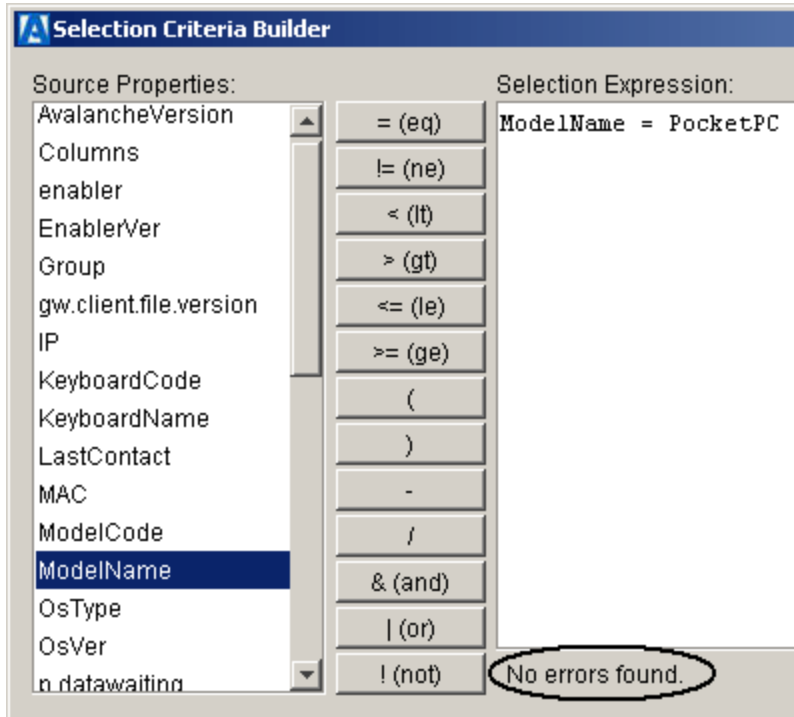 Selection Criteria Builder
Source Properties:
AvalancheVersion
Columns
enabler
EnablerVer
Group
gw.client.file.version
IP
KeyboardCode
KeyboardName
LastContact
MAC
ModelCode
ModelName
OsType
OsVer
p.datawaiting
= (eq)
!= (ne)
< (lt)
> (gt)
<= (le)
>= (ge)
(
)
-
/
& (and)
| (or)
! (not)
Selection Expression:
ModelName = PocketPC
No errors found.